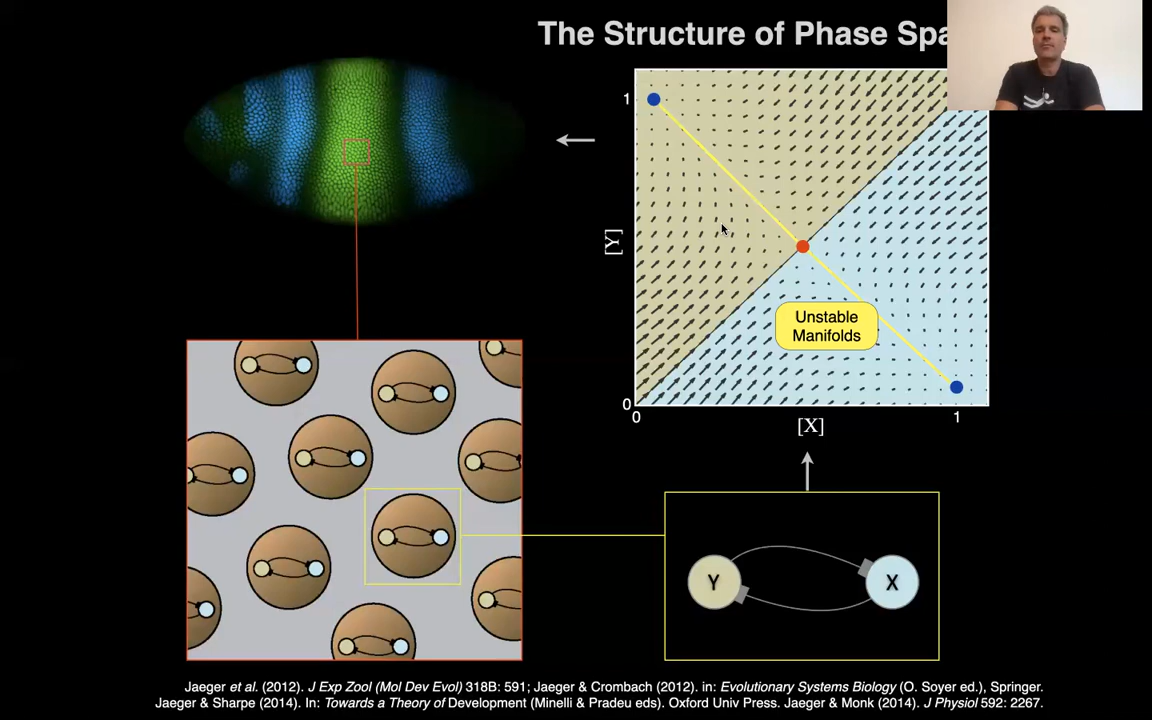 The Structure of Phase Spa
1
[Y]
Unstable
Manifolds
0
0
1
[X]
Y
X
Jaeger et al. (2012). J Exp Zool (Mol Dev Evol) 318B: 591; Jaeger & Crombach (2012). in: Evolutionary Systems Biology (O. Soyer ed.), Springer.
Jaeger & Sharpe (2014). In: Towards a Theory of Development (Minelli & Pradeu eds). Oxford Univ Press. Jaeger & Monk (2014). J Physiol 592: 2267.